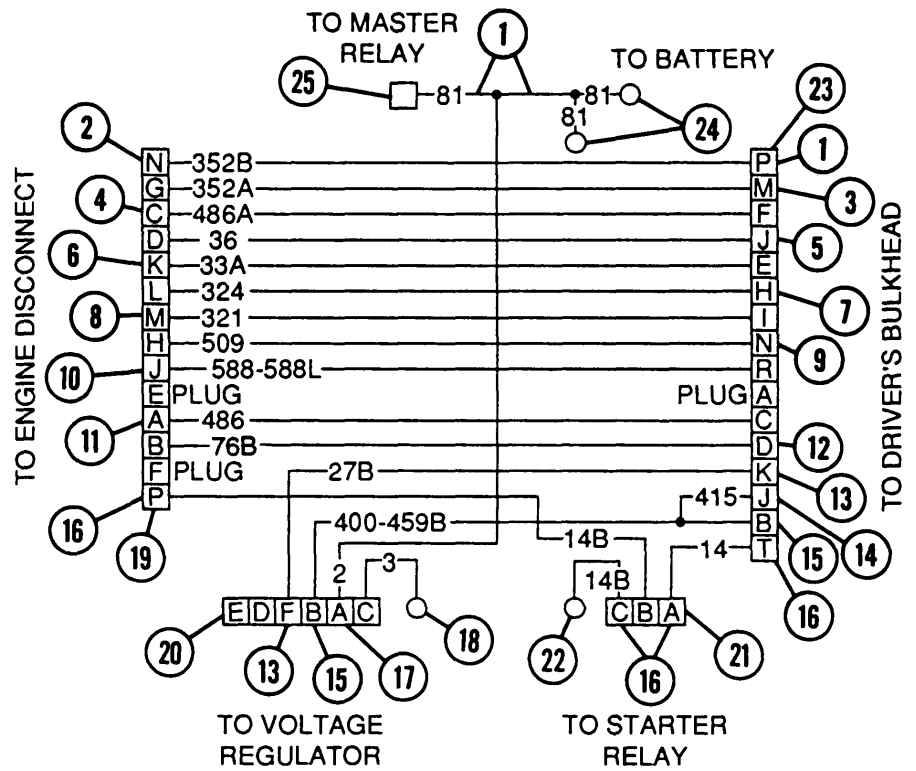 TO MASTER
RELAY
1
TO BATTERY
25
81
81
81
24
23
2
N 352B P
1
G 352A M
3
4
C 486A F
D 36 J
5
6
K 33A E
L 324 H
7
8
M 321 I
H 509 N
9
10
J 588-588L R
E PLUG PLUG A
11
A 486 C
B 76B D
12
F PLUG 27B K
13
16
P 415 J
14
19
400-459B B
15
14B 14 T
16
2 3 14B
20
E D F B A C
18
22
C B A
21
13
15
17
16
TO VOLTAGE
REGULATOR
TO STARTER
RELAY
TO ENGINE DISCONNECT
TO DRIVER'S BULKHEAD